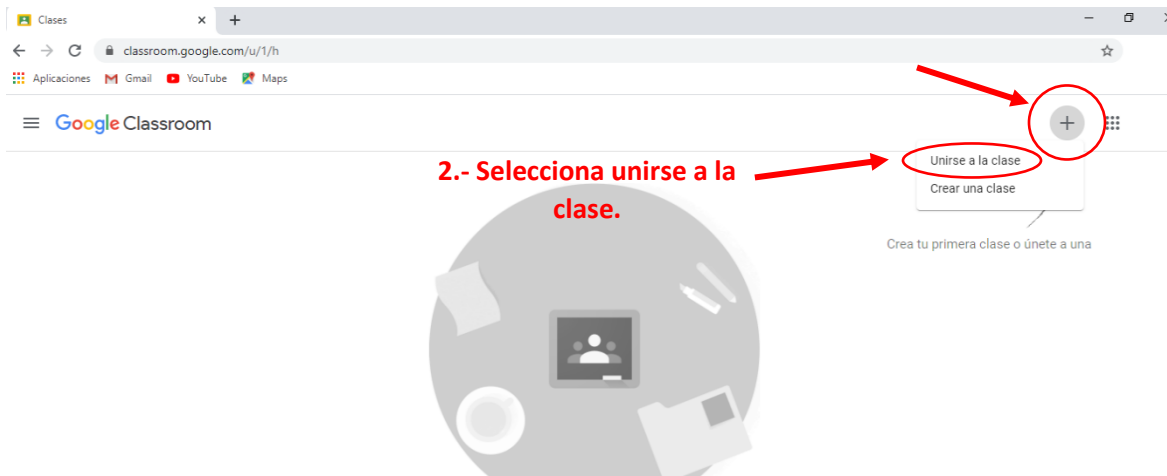 Clases
classroom.google.com/u/1/h
Aplicaciones Gmail YouTube Maps
Google Classroom
2.- Selecciona unirse a la
clase.
Unirse a la clase
Crear una clase
Crea tu primera clase o únete a una